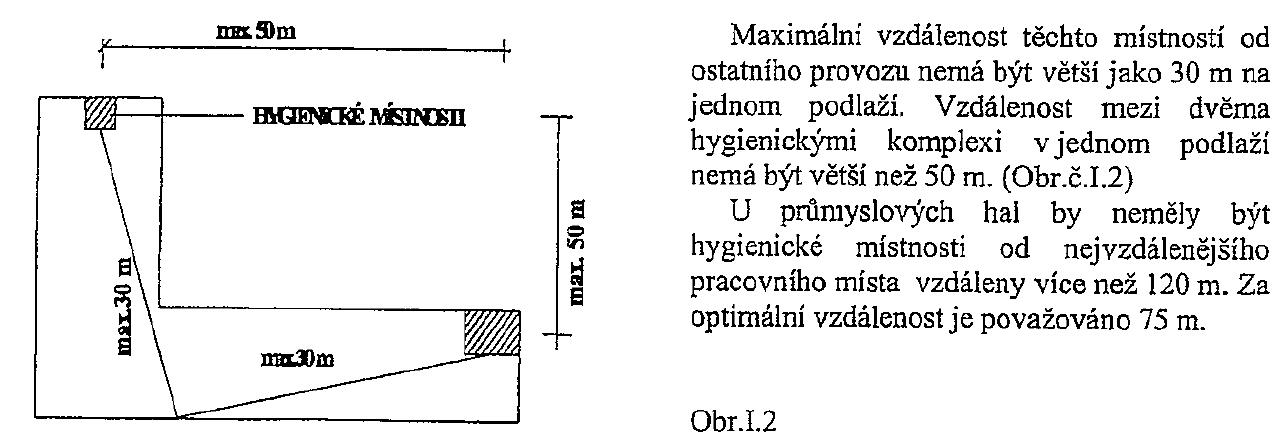 max. 50 m
HYGIENICKÉ MÍSTNOSTI
max. 50 m
max.30 m
max.30 m
Maximální vzdálenost těchto místností od
ostatního provozu nemá být větší jako 30 m na
jednom podlaží. Vzdálenost mezi dvěma
hygienickými komplexi v jednom podlaží
nemá být větší než 50 m. (Obr.č.I.2)
U průmyslových hal by neměly být
hygienické místnosti od nejvzdálenějšího
pracovního místa vzdáleny více než 120 m. Za
optimální vzdálenost je považováno 75 m.
Obr.I.2